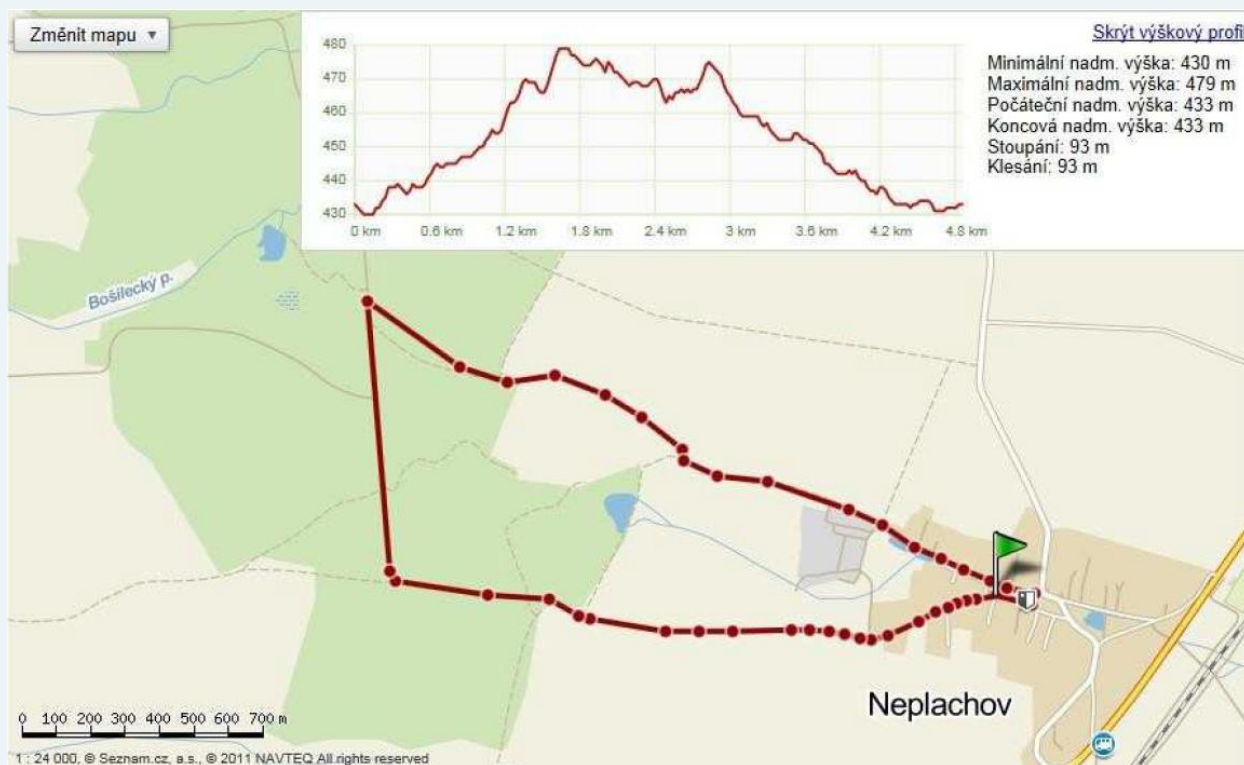 Změnit mapu
Skrýt výškový profil
Minimální nadm. výška: 430 m
Maximální nadm. výška: 479 m
Počáteční nadm. výška: 433 m
Koncová nadm. výška: 433 m
Stoupání: 93 m
Klesání: 93 m
480
470
460
450
440
430
0 km 0.6 km 1.2 km 1.8 km 2.4 km 3 km 3.6 km 4.2 km 4.8 km
Bošilecký p.
Neplachov
0 100 200 300 400 500 600 700 m
1 : 24 000, © Seznam.cz, a.s., © 2011 NAVTEQ All rights reserved